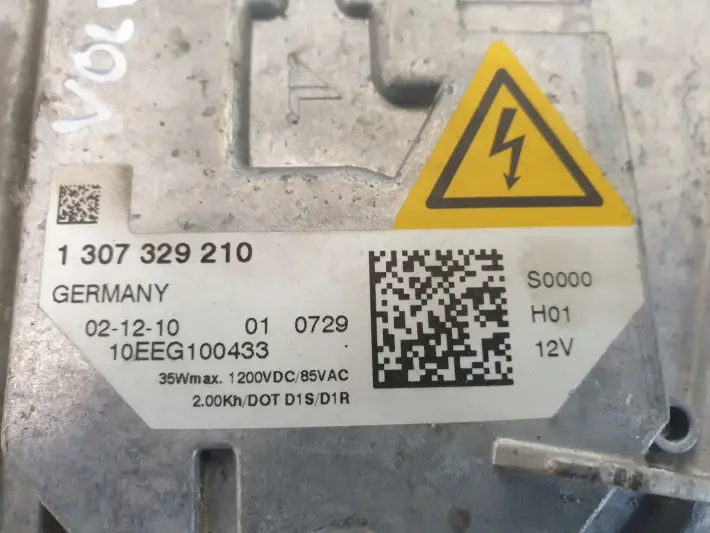 VOLV
1 307 329 210
GERMANY
02-12-10 01 0729
10EEG100433
35Wmax. 1200VDC/85VAC
2.00Kh/DOT D1S/D1R
S0000
H01
12V